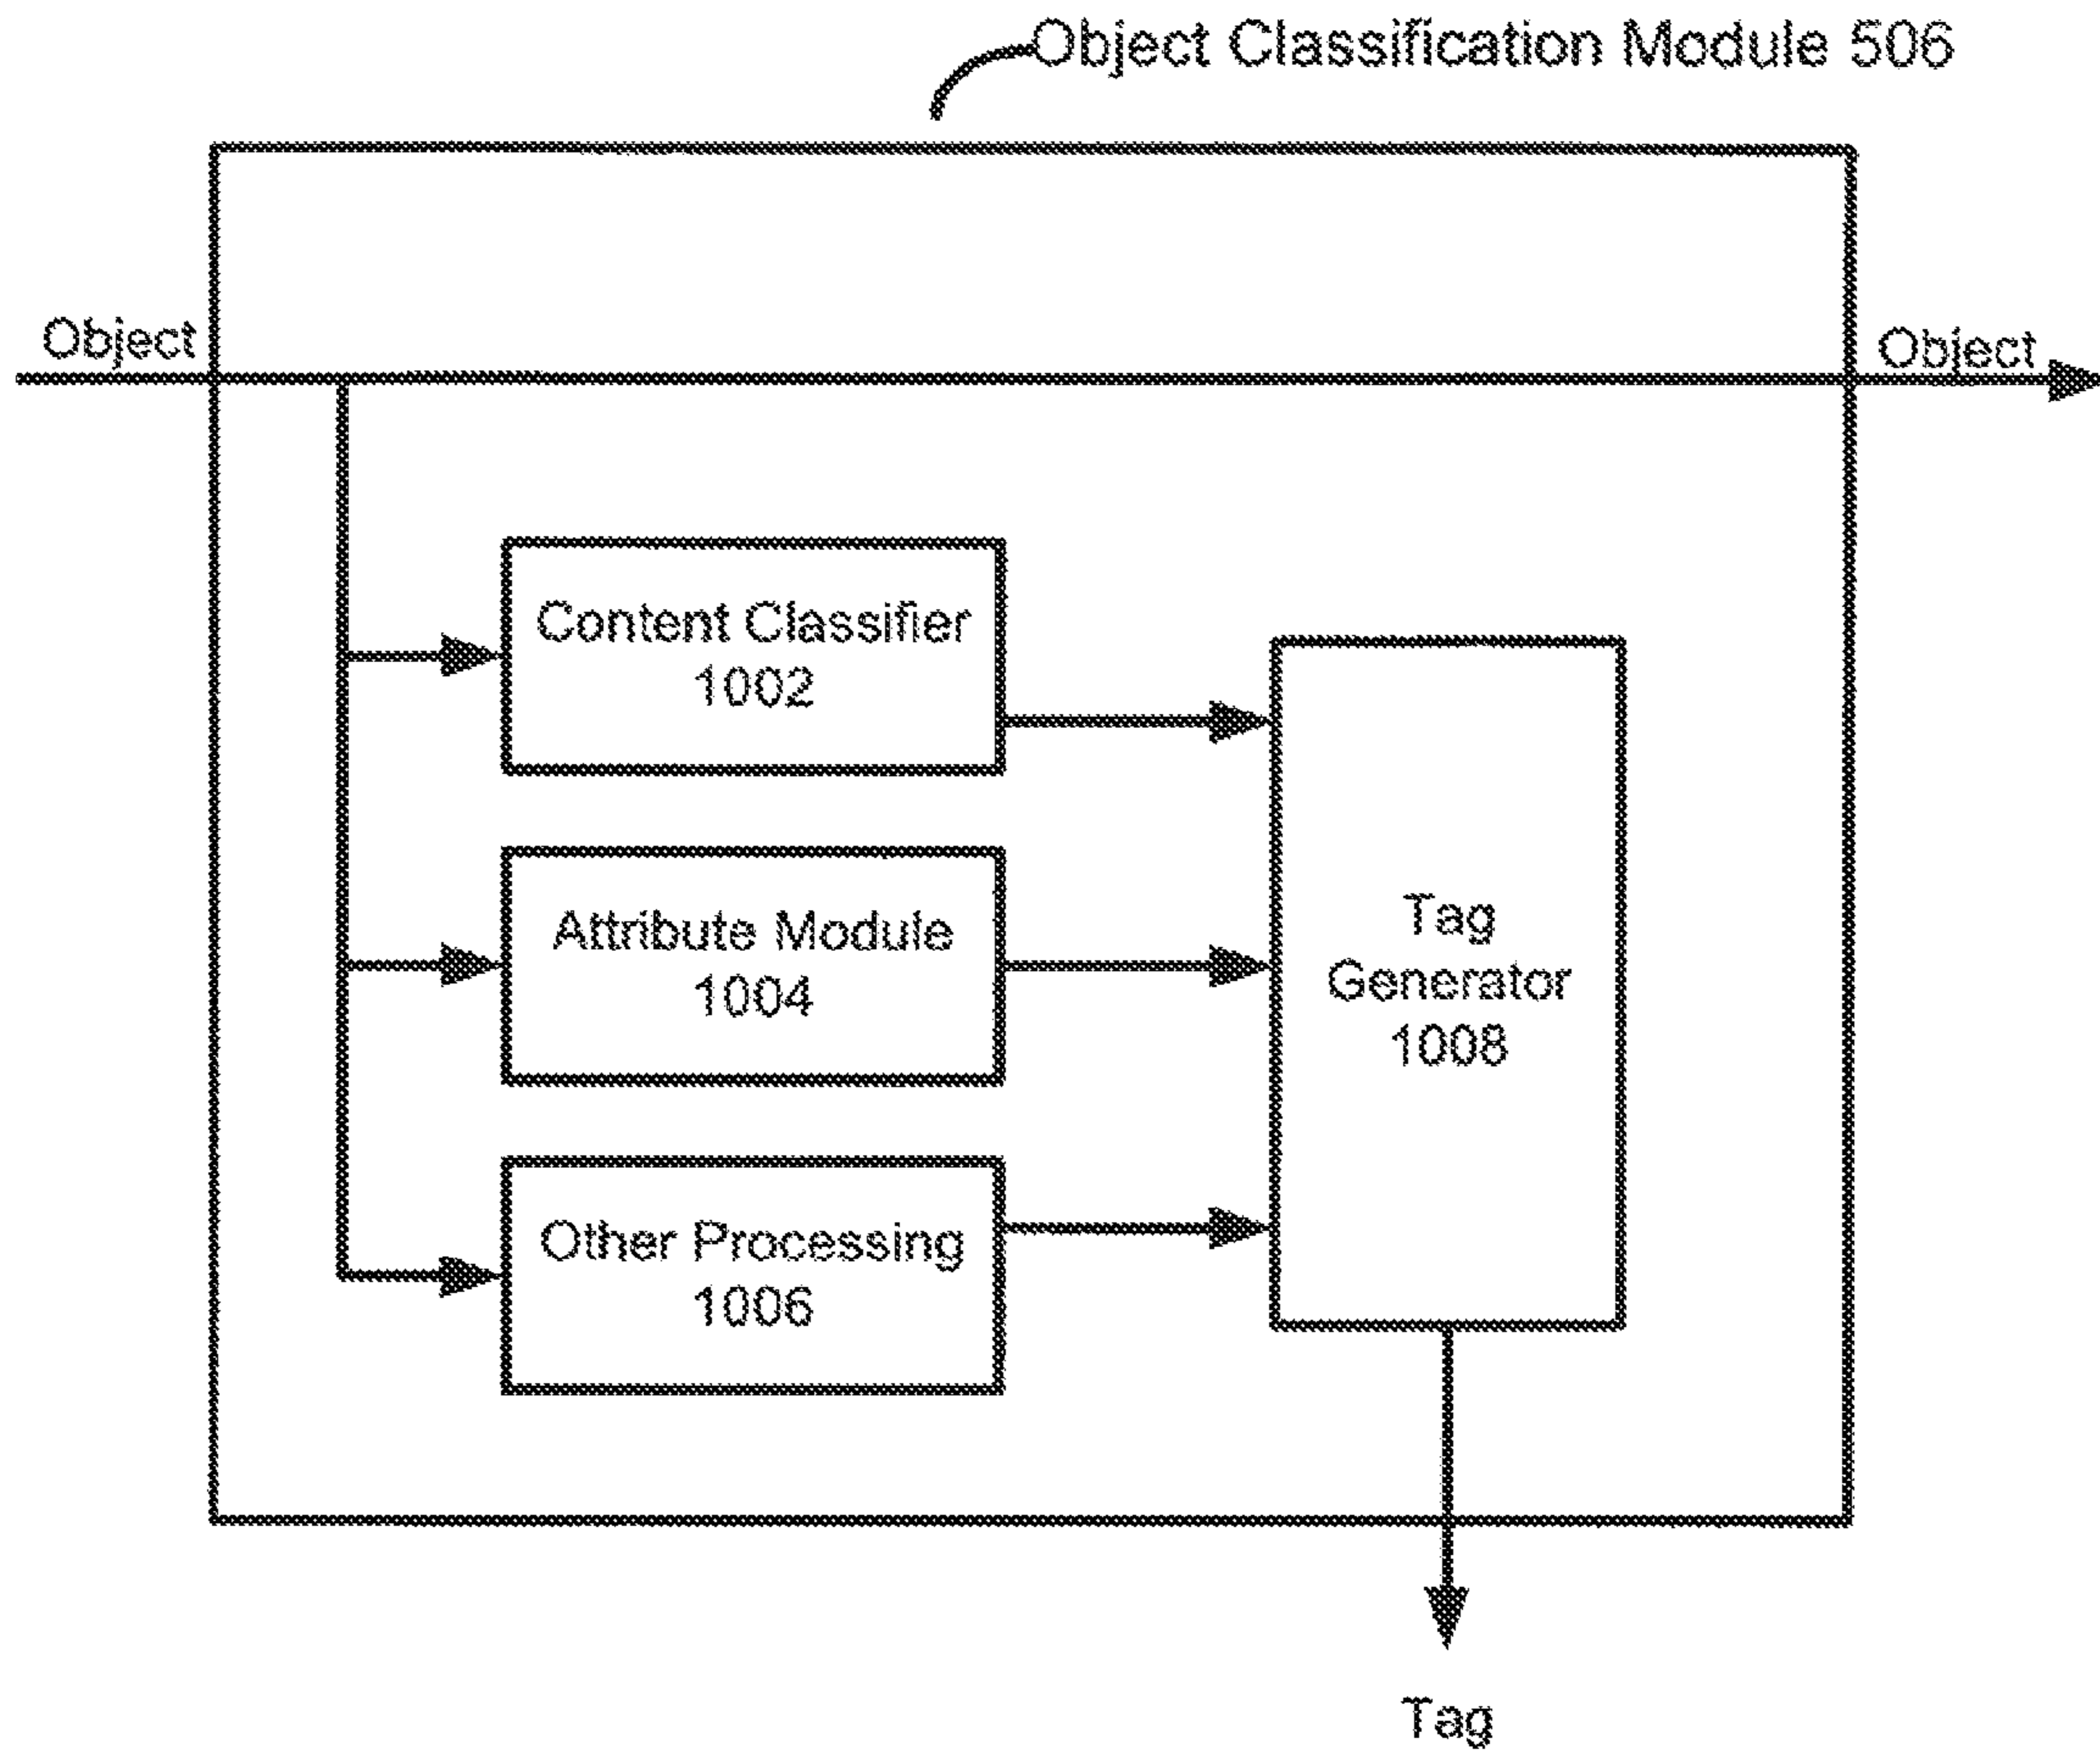 Object Classification Module 506
Object
Object
Content Classifier
1002
Attribute Module
1004
Other Processing
1006
Tag
Generator
1008
Tag